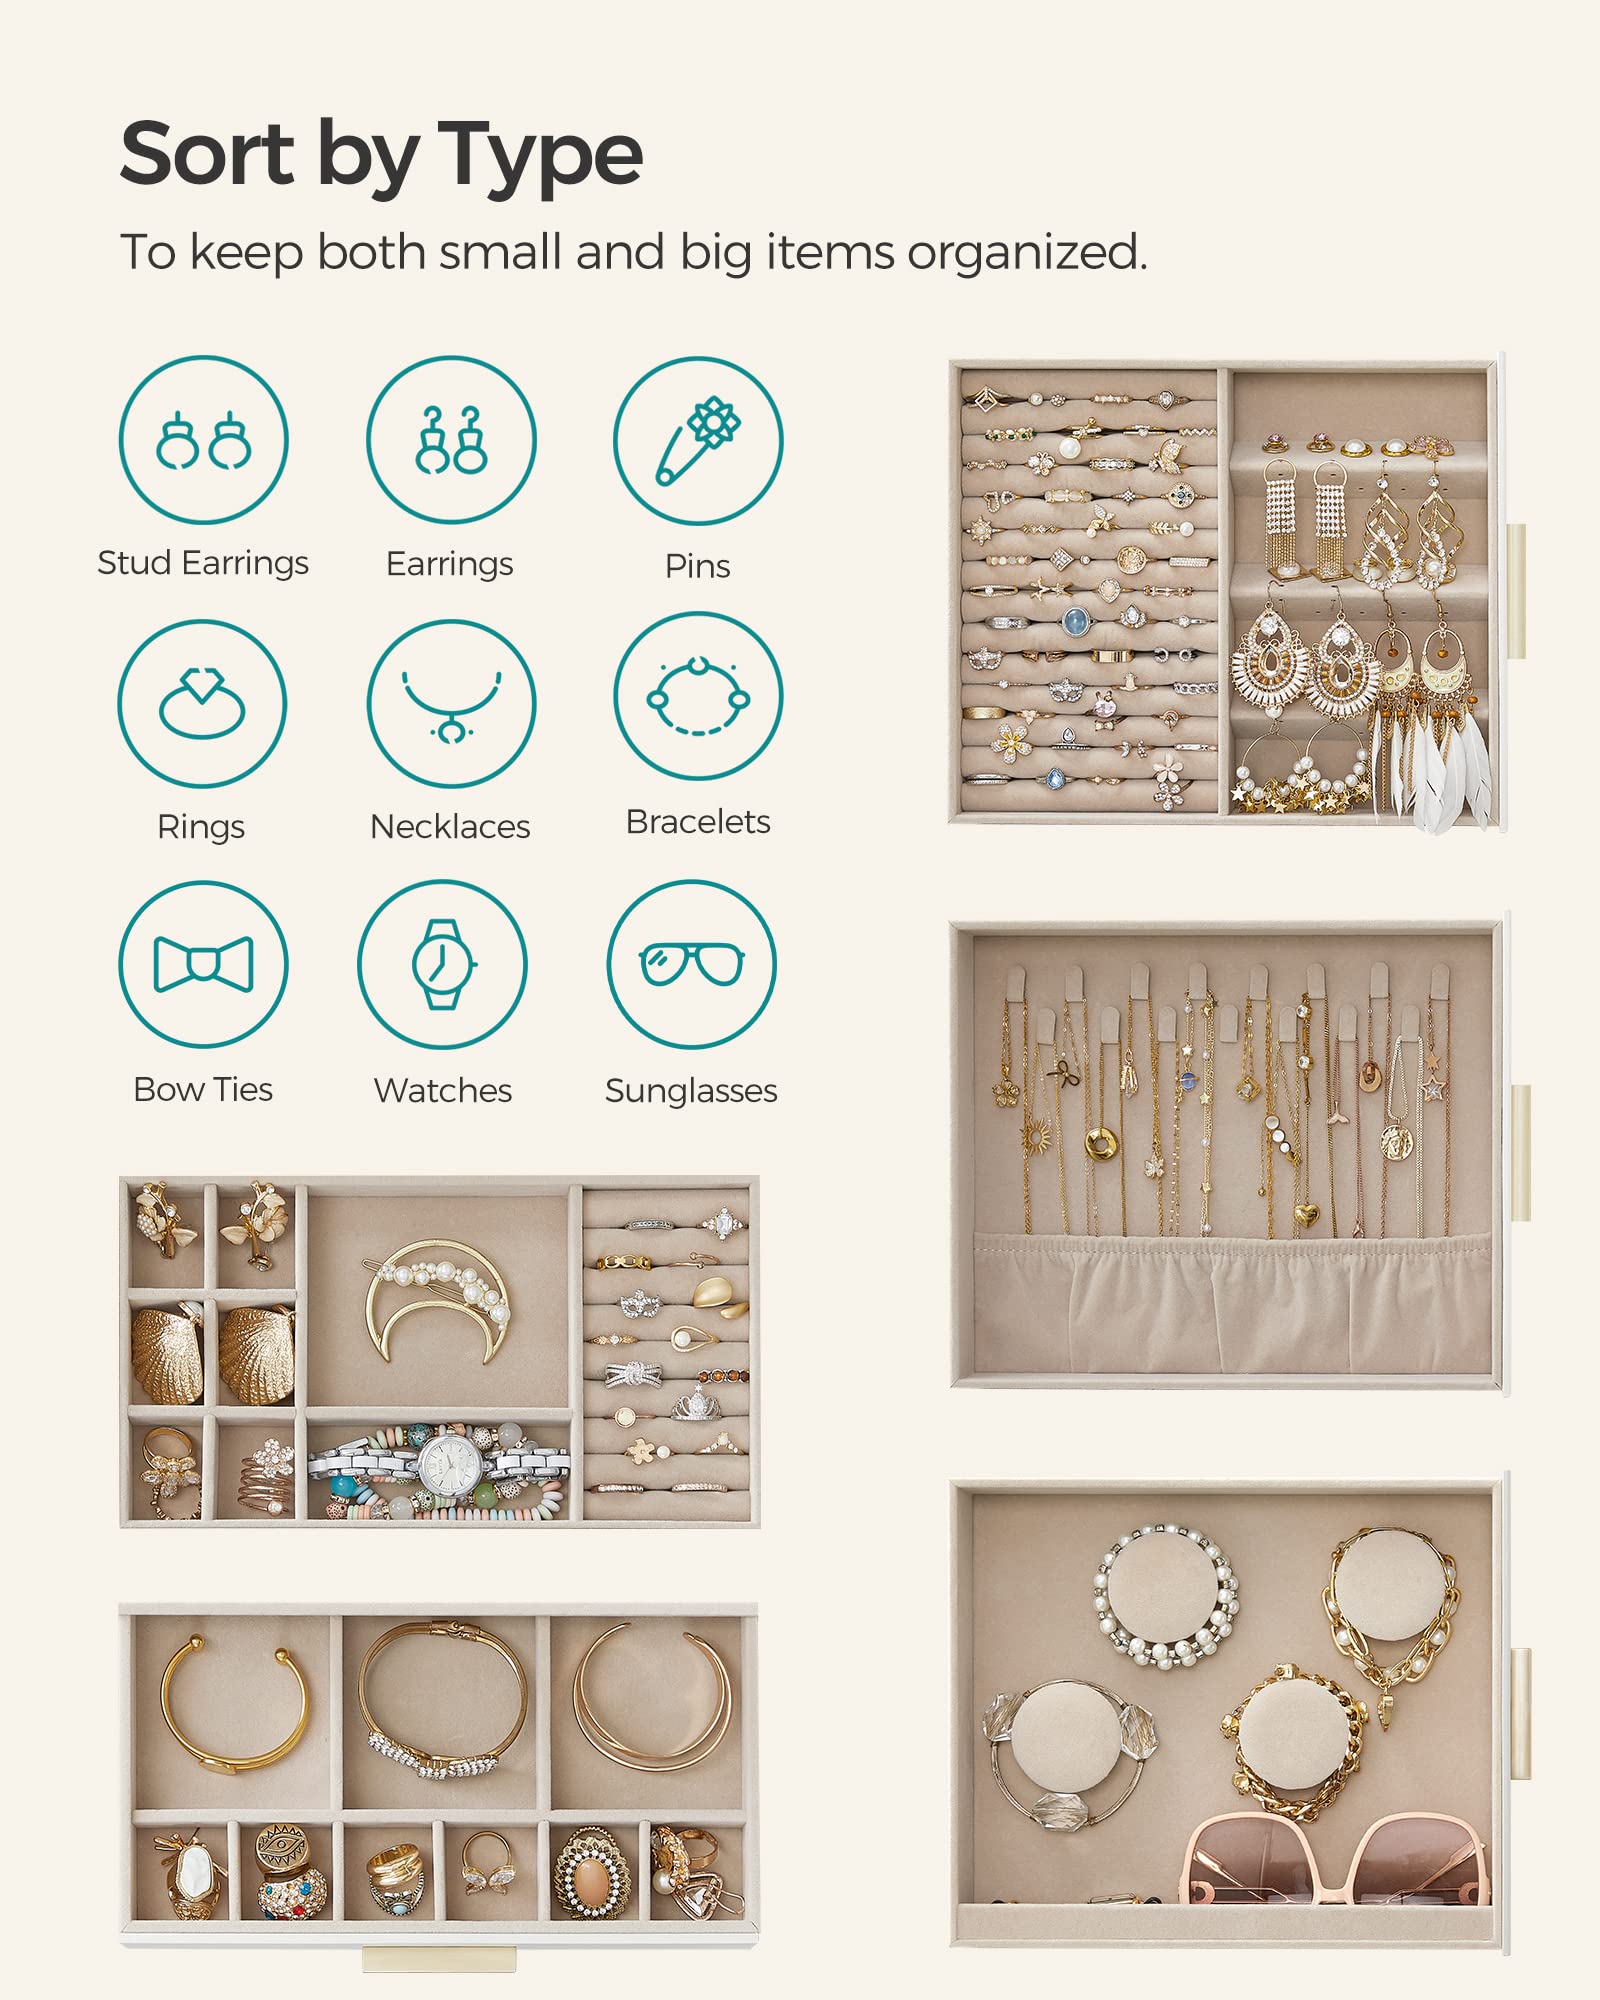 Sort by Type
To keep both small and big items organized.
Stud Earrings
Earrings
Pins
Rings
Necklaces
Bracelets
Bow Ties
Watches
Sunglasses